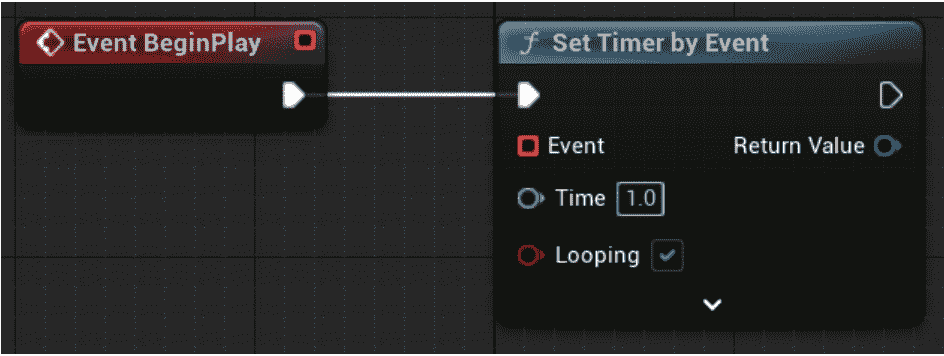 Event BeginPlay
f Set Timer by Event
Event
Return Value
Time 1.0
Looping